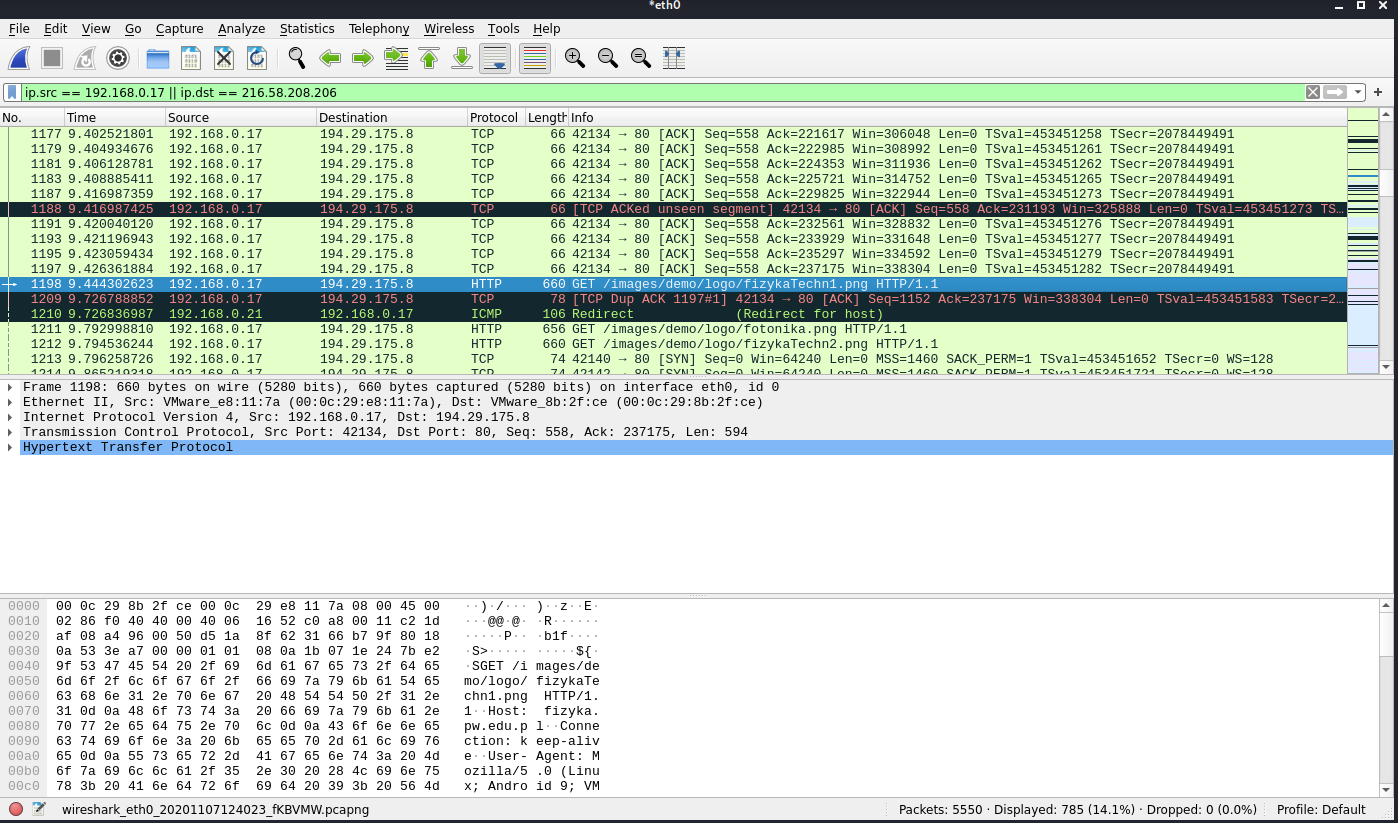 *eth0
File Edit View Go Capture Analyze Statistics Telephony Wireless Tools Help
ip.src == 192.168.0.17 || ip.dst == 216.58.208.206
No. Time Source Destination Protocol Length Info
1177 9.402521801 192.168.0.17 194.29.175.8 TCP 66 42134 → 80 [ACK] Seq=558 Ack=221617 Win=306048 Len=0 TSval=453451258 TSecr=2078449491
1179 9.404934676 192.168.0.17 194.29.175.8 TCP 66 42134 → 80 [ACK] Seq=558 Ack=222985 Win=308992 Len=0 TSval=453451261 TSecr=2078449491
1181 9.406128781 192.168.0.17 194.29.175.8 TCP 66 42134 → 80 [ACK] Seq=558 Ack=224353 Win=311936 Len=0 TSval=453451262 TSecr=2078449491
1183 9.408885411 192.168.0.17 194.29.175.8 TCP 66 42134 → 80 [ACK] Seq=558 Ack=225721 Win=314752 Len=0 TSval=453451265 TSecr=2078449491
1187 9.416987359 192.168.0.17 194.29.175.8 TCP 66 42134 → 80 [ACK] Seq=558 Ack=229825 Win=322944 Len=0 TSval=453451273 TSecr=2078449491
1188 9.416987425 192.168.0.17 194.29.175.8 TCP 66 [TCP ACKed unseen segment] 42134 → 80 [ACK] Seq=558 Ack=231193 Win=325888 Len=0 TSval=453451273 TS…
1191 9.420040120 192.168.0.17 194.29.175.8 TCP 66 42134 → 80 [ACK] Seq=558 Ack=232561 Win=328832 Len=0 TSval=453451276 TSecr=2078449491
1193 9.421196943 192.168.0.17 194.29.175.8 TCP 66 42134 → 80 [ACK] Seq=558 Ack=233929 Win=331648 Len=0 TSval=453451277 TSecr=2078449491
1195 9.423059434 192.168.0.17 194.29.175.8 TCP 66 42134 → 80 [ACK] Seq=558 Ack=235297 Win=334592 Len=0 TSval=453451279 TSecr=2078449491
1197 9.426361884 192.168.0.17 194.29.175.8 TCP 66 42134 → 80 [ACK] Seq=558 Ack=237175 Win=338304 Len=0 TSval=453451282 TSecr=2078449491
1198 9.444302623 192.168.0.17 194.29.175.8 HTTP 660 GET /images/demo/logo/fizykaTechn1.png HTTP/1.1
1209 9.726788852 192.168.0.17 194.29.175.8 TCP 78 [TCP Dup ACK 1197#1] 42134 → 80 [ACK] Seq=1152 Ack=237175 Win=338304 Len=0 TSval=453451583 TSecr=2…
1210 9.726836987 192.168.0.21 192.168.0.17 ICMP 106 Redirect (Redirect for host)
1211 9.792998810 192.168.0.17 194.29.175.8 HTTP 656 GET /images/demo/logo/fotonika.png HTTP/1.1
1212 9.794536244 192.168.0.17 194.29.175.8 HTTP 660 GET /images/demo/logo/fizykaTechn2.png HTTP/1.1
1213 9.796258726 192.168.0.17 194.29.175.8 TCP 74 42140 → 80 [SYN] Seq=0 Win=64240 Len=0 MSS=1460 SACK_PERM=1 TSval=453451652 TSecr=0 WS=128
1214 9.865219318 192.168.0.17 194.29.175.8 TCP 74 42142 → 80 [SYN] Seq=0 Win=64240 Len=0 MSS=1460 SACK_PERM=1 TSval=453451721 TSecr=0 WS=128
Frame 1198: 660 bytes on wire (5280 bits), 660 bytes captured (5280 bits) on interface eth0, id 0
Ethernet II, Src: VMware_e8:11:7a (00:0c:29:e8:11:7a), Dst: VMware_8b:2f:ce (00:0c:29:8b:2f:ce)
Internet Protocol Version 4, Src: 192.168.0.17, Dst: 194.29.175.8
Transmission Control Protocol, Src Port: 42134, Dst Port: 80, Seq: 558, Ack: 237175, Len: 594
Hypertext Transfer Protocol
0000 00 0c 29 8b 2f ce 00 0c 29 e8 11 7a 08 00 45 00 ··)·/··· )··z··E·
0010 02 86 f0 40 40 00 40 06 16 52 c0 a8 00 11 c2 1d ···@@·@· ·R······
0020 af 08 a4 96 00 50 d5 1a 8f 62 31 66 b7 9f 80 18 ·····P·· ·b1f····
0030 0a 53 3e a7 00 00 01 01 08 0a 1b 07 1e 24 7b e2 ·S>····· ·····${·
0040 9f 53 47 45 54 20 2f 69 6d 61 67 65 73 2f 64 65 ·SGET /i mages/de
0050 6d 6f 2f 6c 6f 67 6f 2f 66 69 7a 79 6b 61 54 65 mo/logo/ fizykaTe
0060 63 68 6e 31 2e 70 6e 67 20 48 54 54 50 2f 31 2e chn1.png HTTP/1.
0070 31 0d 0a 48 6f 73 74 3a 20 66 69 7a 79 6b 61 2e 1··Host: fizyka.
0080 70 77 2e 65 64 75 2e 70 6c 0d 0a 43 6f 6e 6e 65 pw.edu.p l··Conne
0090 63 74 69 6f 6e 3a 20 6b 65 65 70 2d 61 6c 69 76 ction: k eep-aliv
00a0 65 0d 0a 55 73 65 72 2d 41 67 65 6e 74 3a 20 4d e··User- Agent: M
00b0 6f 7a 69 6c 6c 61 2f 35 2e 30 20 28 4c 69 6e 75 ozilla/5 .0 (Linu
00c0 78 3b 20 41 6e 64 72 6f 69 64 20 39 3b 20 56 4d x; Andro id 9; VM
wireshark_eth0_20201107124023_fKBVMW.pcapng Packets: 5550 · Displayed: 785 (14.1%) · Dropped: 0 (0.0%) Profile: Default